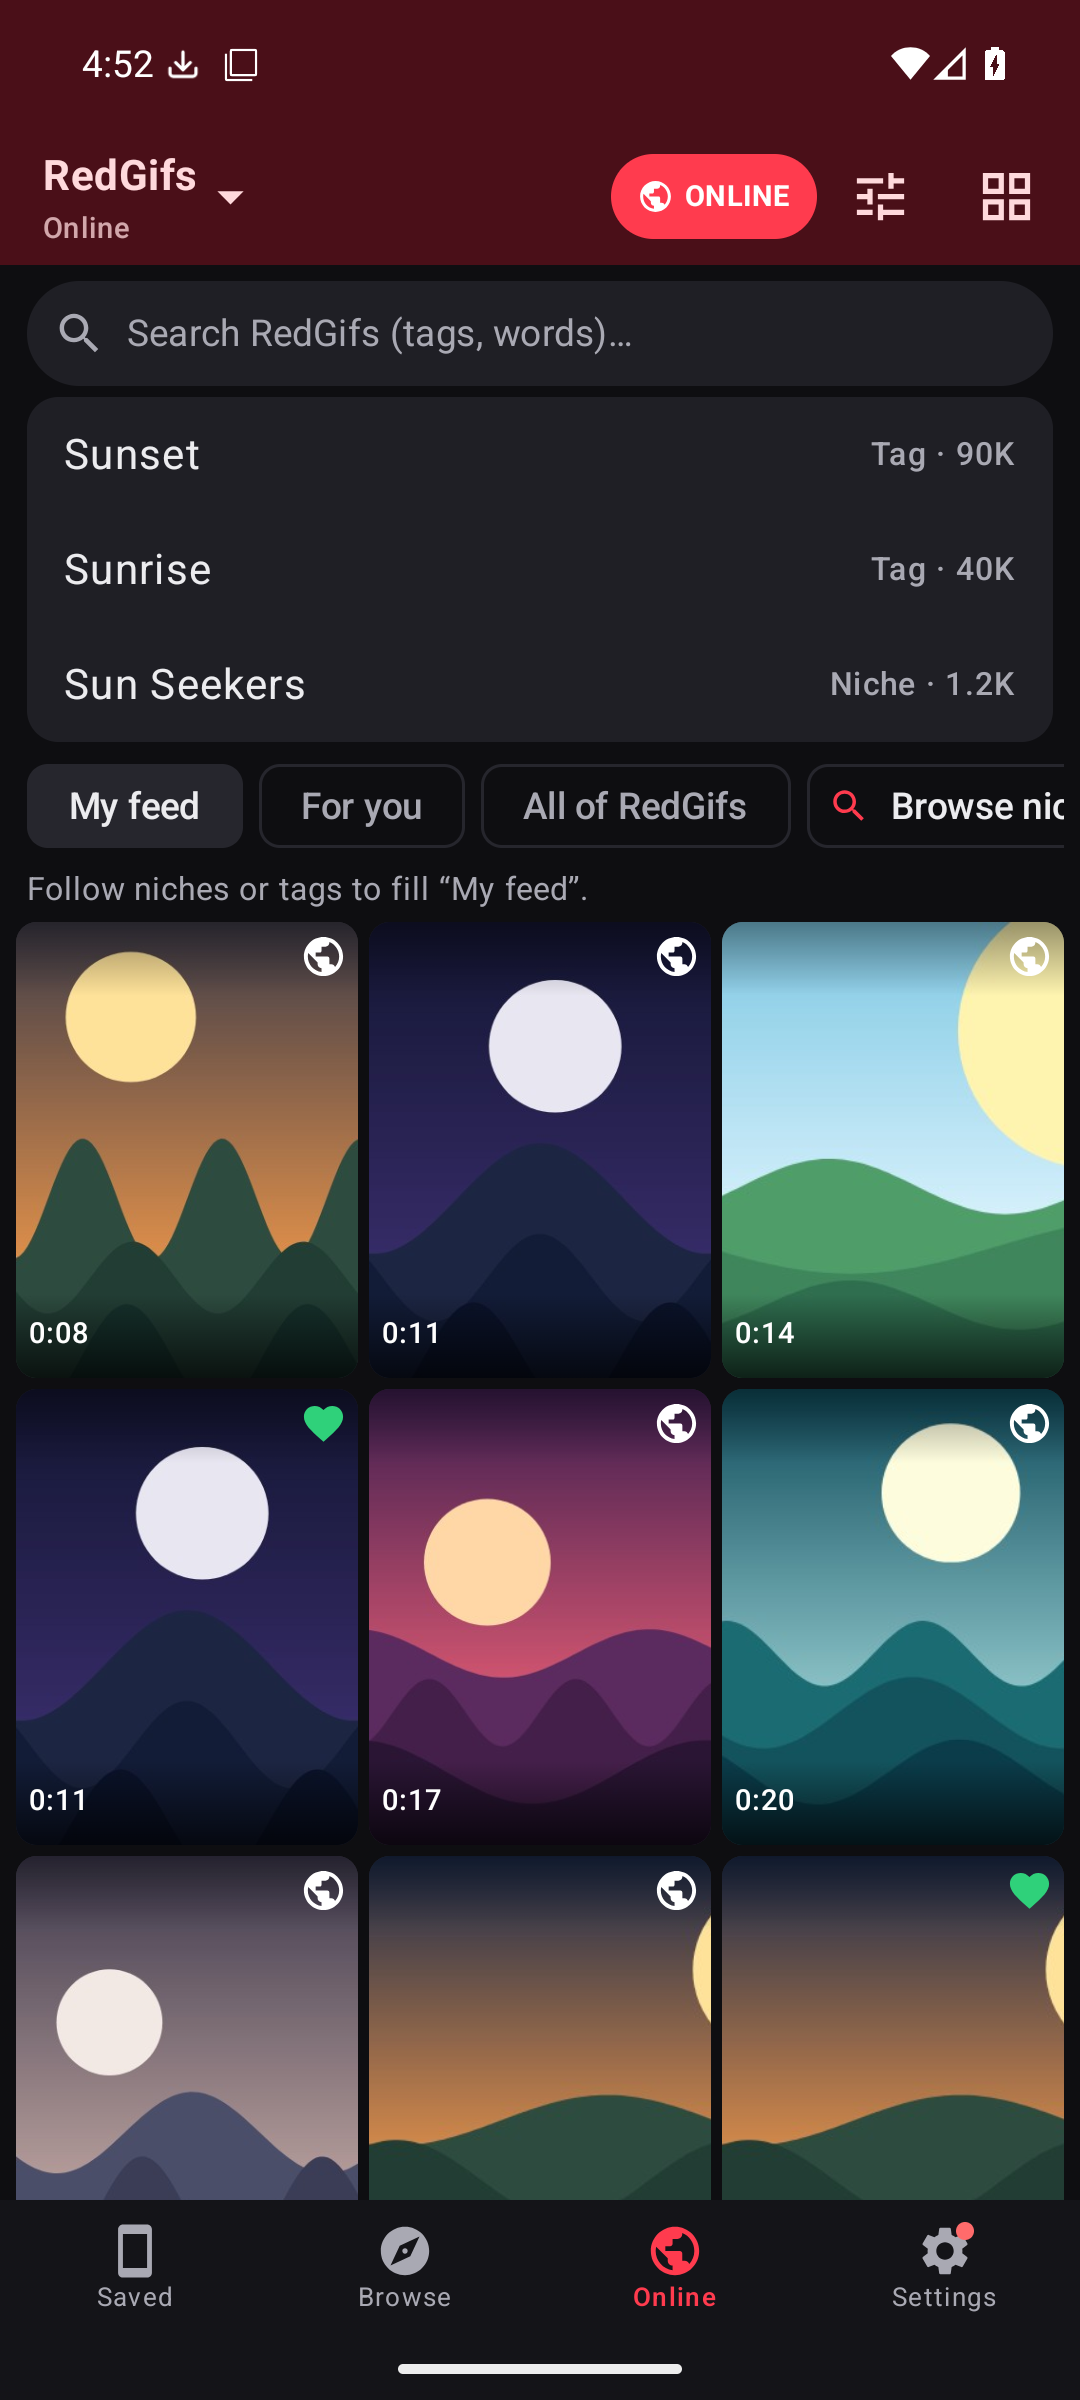 4:52
RedGifs
Online
ONLINE
Search RedGifs (tags, words)…
Sunset Tag · 90K
Sunrise Tag · 40K
Sun Seekers Niche · 1.2K
My feed For you All of RedGifs Browse nic
Follow niches or tags to fill “My feed”.
0:08 0:11 0:14
0:11 0:17 0:20
Saved Browse Online Settings